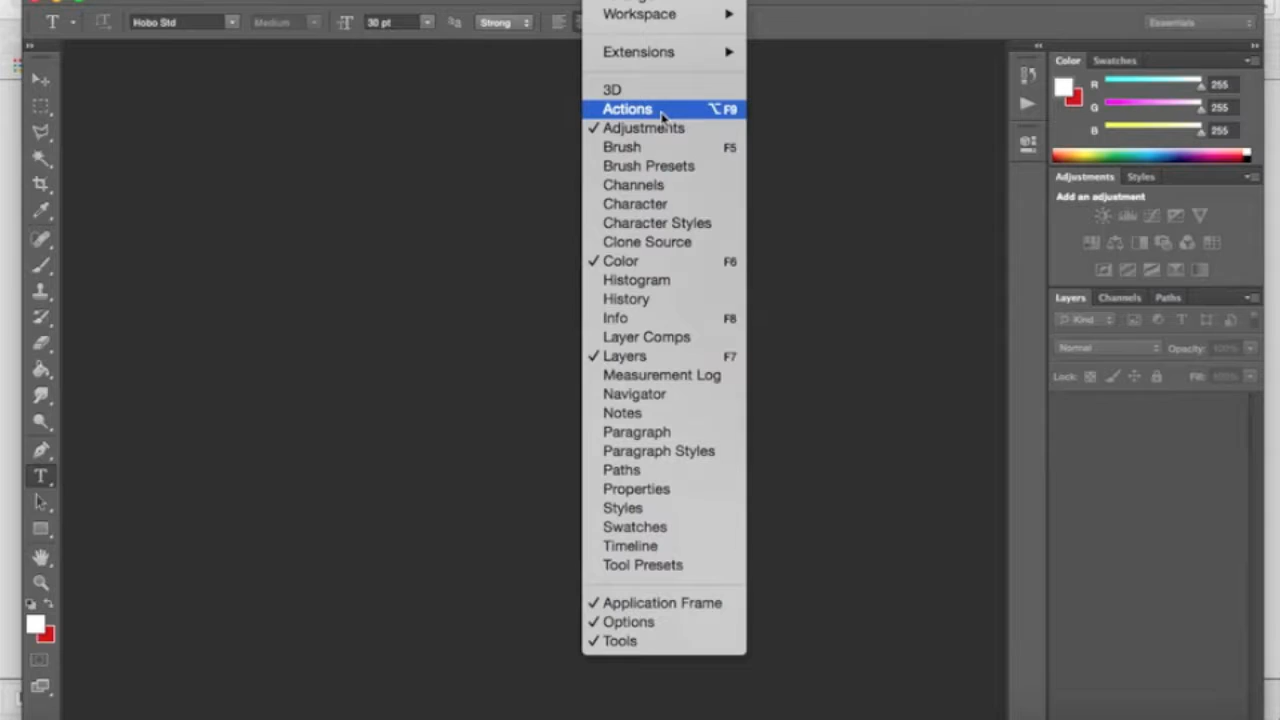 Workspace
T Hobo Std Medium 30 pt Strong Essentials
Extensions
3D
Actions ⌥F9
✓ Adjustments
Brush F5
Brush Presets
Channels
Character
Character Styles
Clone Source
✓ Color F6
Histogram
History
Info F8
Layer Comps
✓ Layers F7
Measurement Log
Navigator
Notes
Paragraph
Paragraph Styles
Paths
Properties
Styles
Swatches
Timeline
Tool Presets
✓ Application Frame
✓ Options
✓ Tools
Color Swatches
R 255
G 255
B 255
Adjustments Styles
Add an adjustment
Layers Channels Paths
Kind
Normal Opacity: 100%
Lock: Fill: 100%